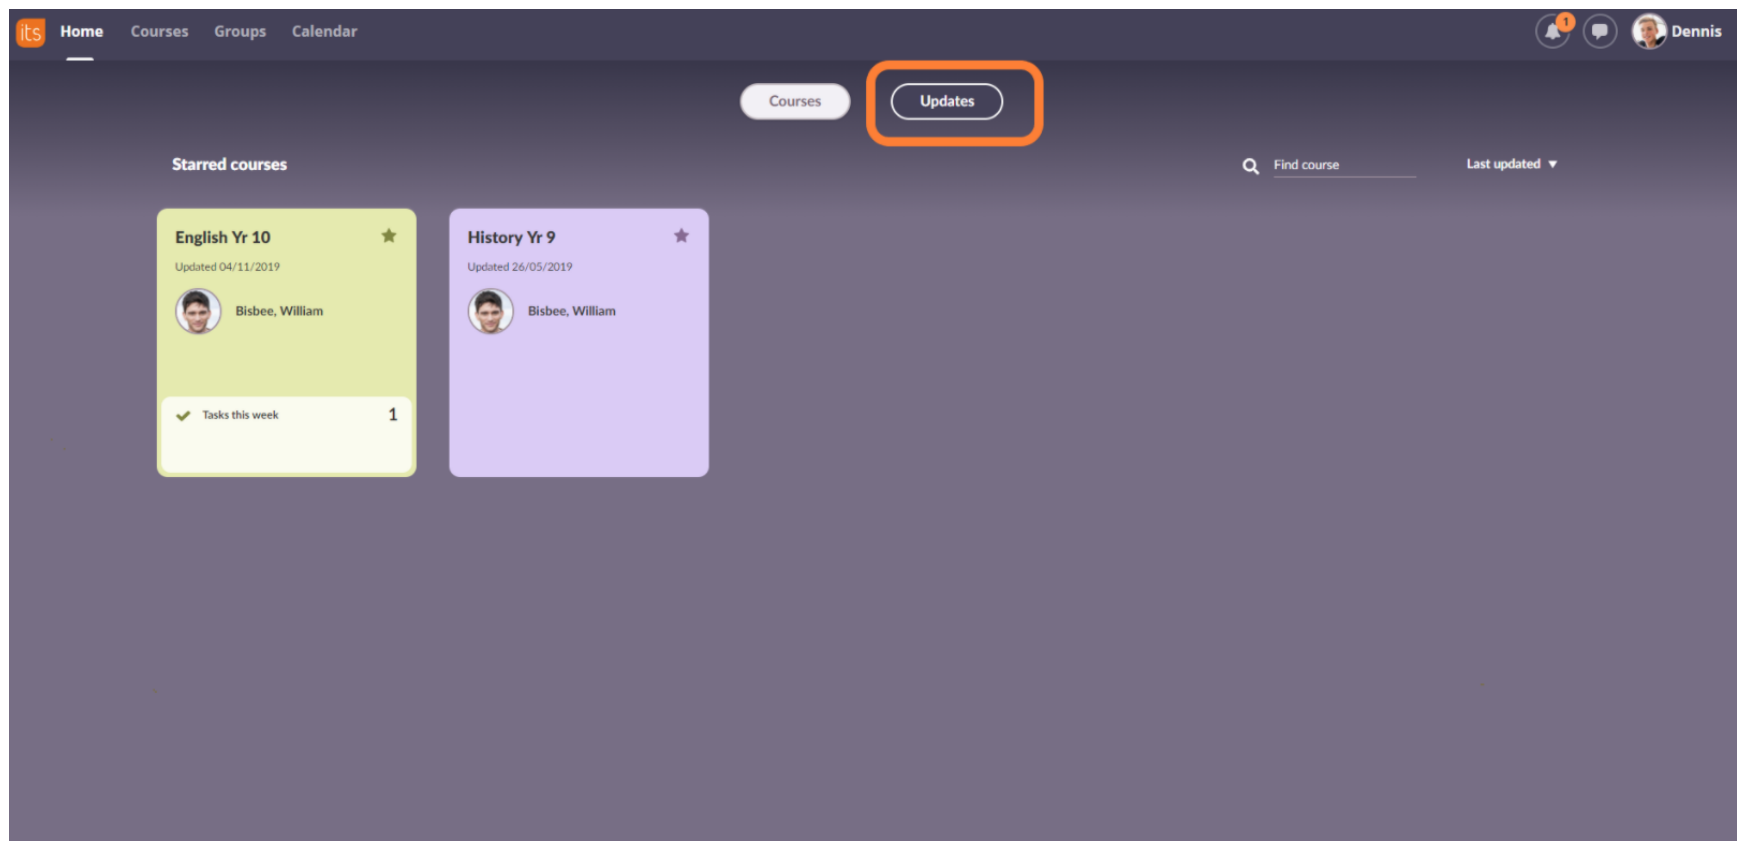 its Home Courses Groups Calendar 1 Dennis
Courses Updates
Starred courses Find course Last updated
English Yr 10
Updated 04/11/2019
Bisbee, William
Tasks this week 1
History Yr 9
Updated 26/05/2019
Bisbee, William